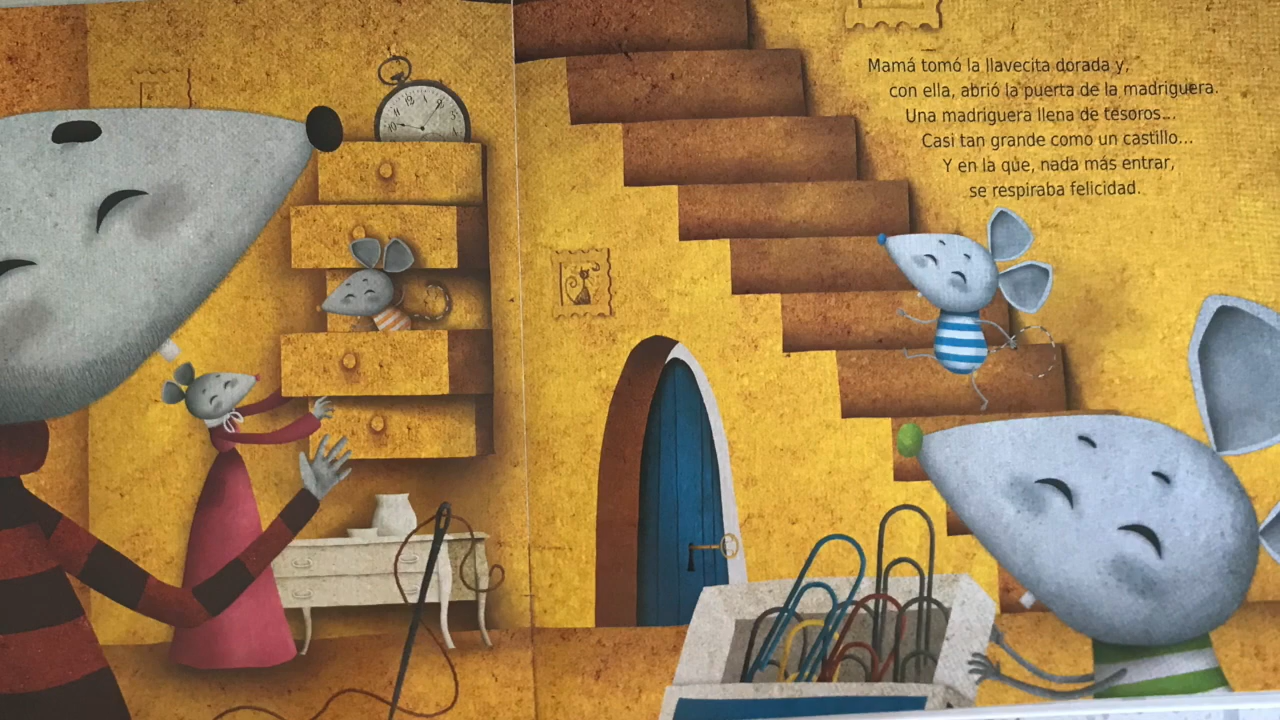 Mamá tomó la llavecita dorada y,
con ella, abrió la puerta de la madriguera.
Una madriguera llena de tesoros...
Casi tan grande como un castillo...
Y en la que, nada más entrar,
se respiraba felicidad.